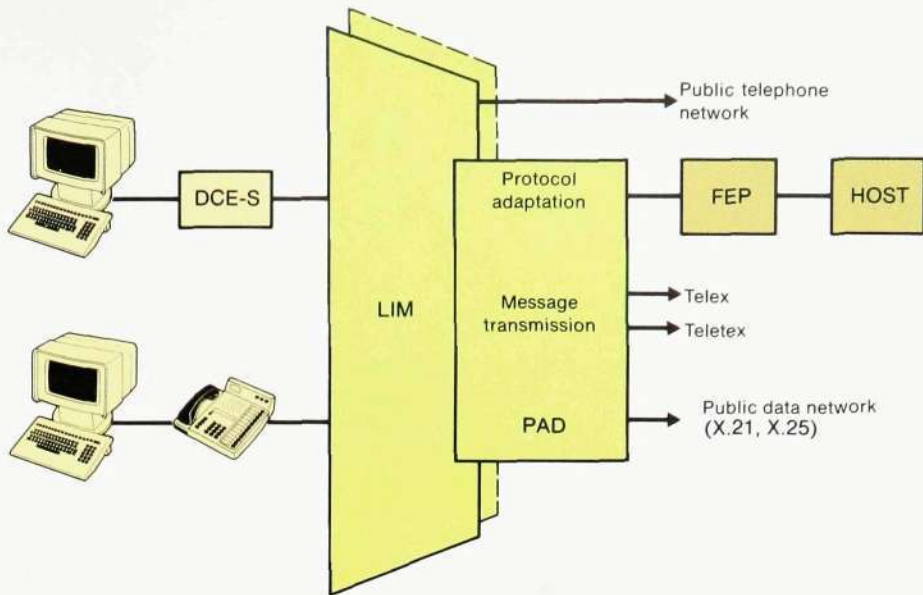 Public telephone
network
Protocol
adaptation
DCE-S
FEP
HOST
LIM
Message
transmission
Telex
Teletex
PAD
Public data network
(X.21, X.25)